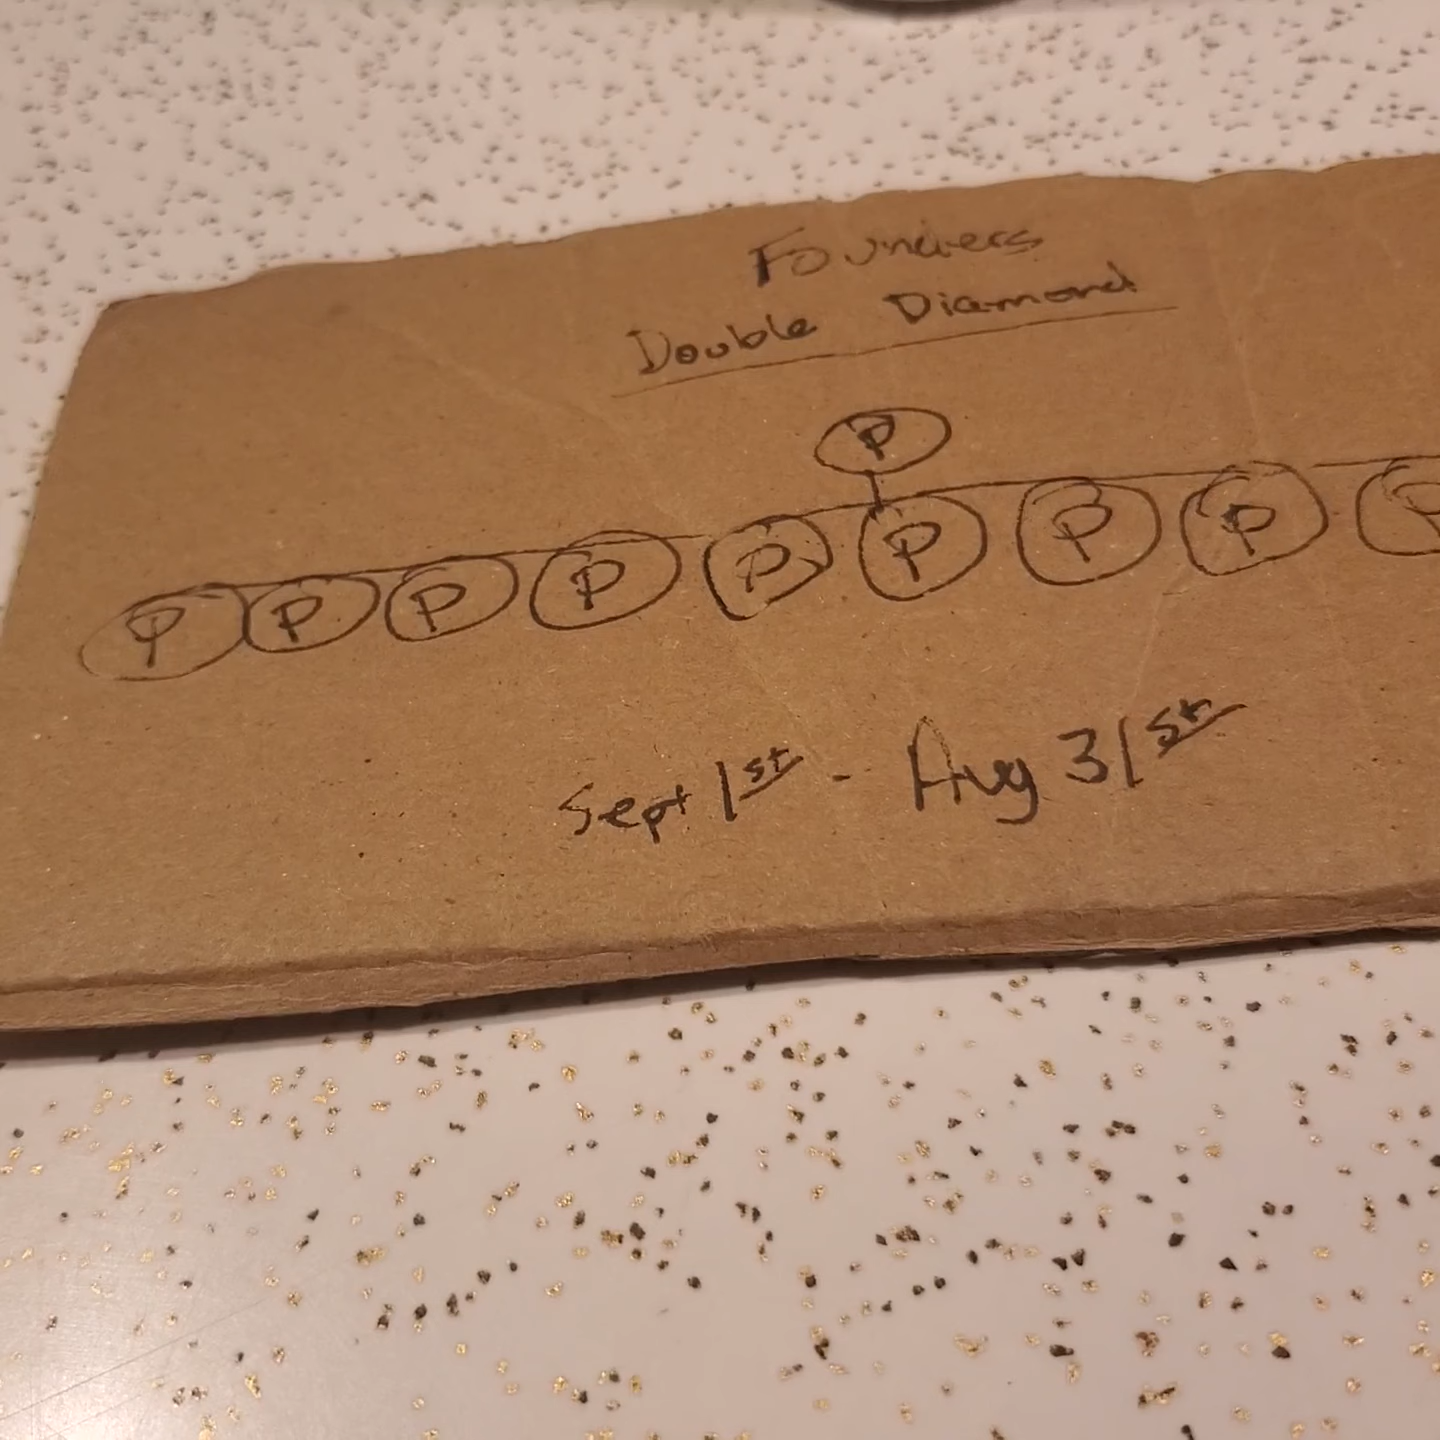 Founders
Double Diamond
P
P P P P P P P P P
Sept 1st - Aug 31st